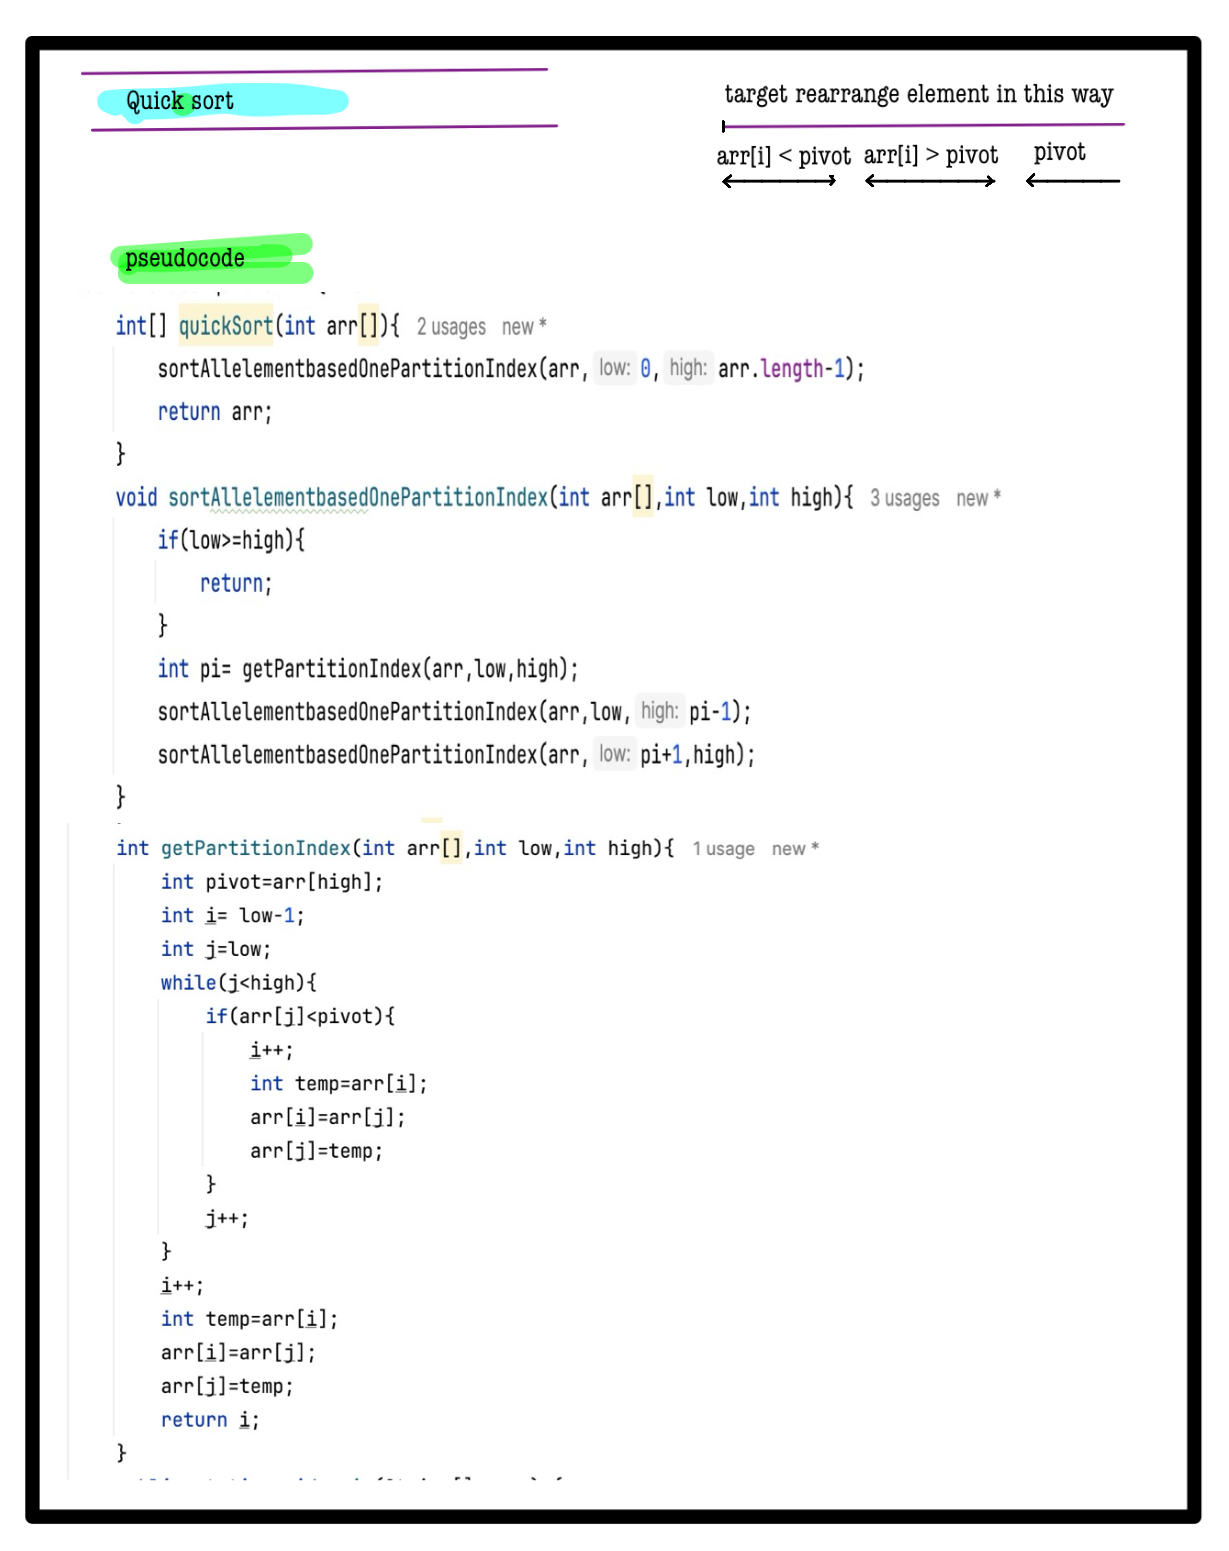 Quick sort
target rearrange element in this way
arr[i] < pivot arr[i] > pivot pivot
pseudocode
int[] quickSort(int arr[]){ 2 usages new *
sortAllelementbasedOnePartitionIndex(arr, low: 0, high: arr.length-1);
return arr;
}
void sortAllelementbasedOnePartitionIndex(int arr[],int low,int high){ 3 usages new *
if(low>=high){
return;
}
int pi= getPartitionIndex(arr,low,high);
sortAllelementbasedOnePartitionIndex(arr,low, high: pi-1);
sortAllelementbasedOnePartitionIndex(arr, low: pi+1,high);
}
int getPartitionIndex(int arr[],int low,int high){ 1 usage new *
int pivot=arr[high];
int i= low-1;
int j=low;
while(j<high){
if(arr[j]<pivot){
i++;
int temp=arr[i];
arr[i]=arr[j];
arr[j]=temp;
}
j++;
}
i++;
int temp=arr[i];
arr[i]=arr[j];
arr[j]=temp;
return i;
}